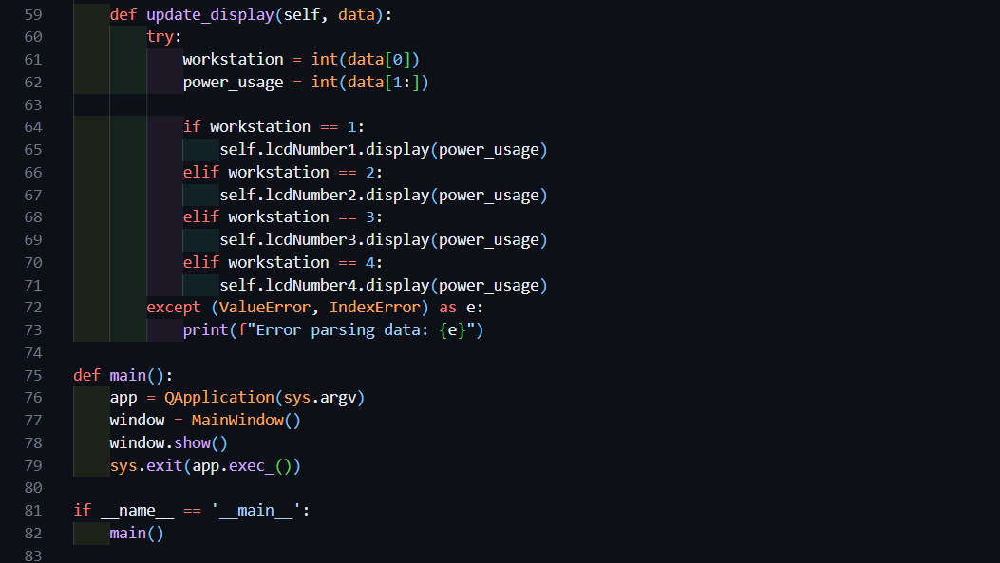 59 def update_display(self, data):
60 try:
61 workstation = int(data[0])
62 power_usage = int(data[1:])
63
64 if workstation == 1:
65 self.lcdNumber1.display(power_usage)
66 elif workstation == 2:
67 self.lcdNumber2.display(power_usage)
68 elif workstation == 3:
69 self.lcdNumber3.display(power_usage)
70 elif workstation == 4:
71 self.lcdNumber4.display(power_usage)
72 except (ValueError, IndexError) as e:
73 print(f"Error parsing data: {e}")
74
75 def main():
76 app = QApplication(sys.argv)
77 window = MainWindow()
78 window.show()
79 sys.exit(app.exec_())
80
81 if __name__ == '__main__':
82 main()
83